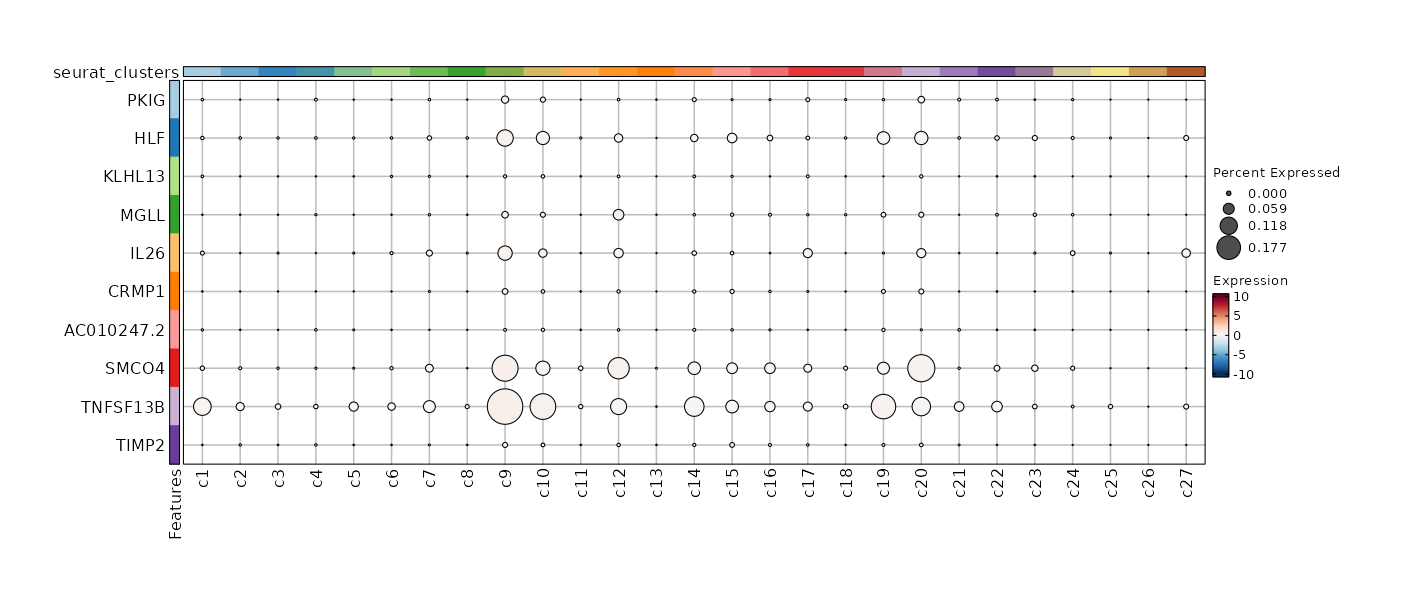 seurat_clusters
PKIG
HLF
KLHL13
MGLL
IL26
CRMP1
AC010247.2
SMCO4
TNFSF13B
TIMP2
Features
c1 c2 c3 c4 c5 c6 c7 c8 c9 c10 c11 c12 c13 c14 c15 c16 c17 c18 c19 c20 c21 c22 c23 c24 c25 c26 c27
Percent Expressed
0.000
0.059
0.118
0.177
Expression
10
5
0
-5
-10